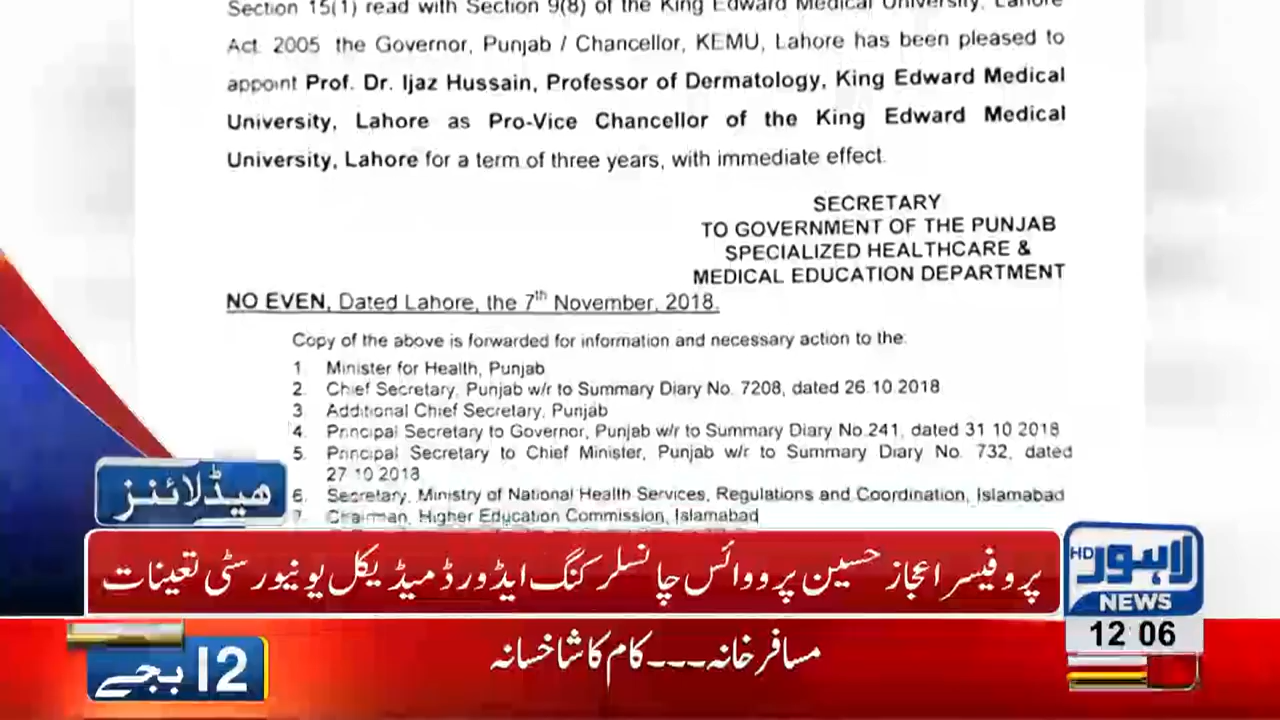 Section 15(1) read with Section 9(8) of the King Edward Medical University, Lahore
Act 2005 the Governor, Punjab / Chancellor, KEMU, Lahore has been pleased to
appoint Prof. Dr. Ijaz Hussain, Professor of Dermatology, King Edward Medical
University, Lahore as Pro-Vice Chancellor of the King Edward Medical
University, Lahore for a term of three years, with immediate effect.
SECRETARY
TO GOVERNMENT OF THE PUNJAB
SPECIALIZED HEALTHCARE &
MEDICAL EDUCATION DEPARTMENT
NO EVEN, Dated Lahore, the 7th November, 2018.
Copy of the above is forwarded for information and necessary action to the:
1. Minister for Health, Punjab
2. Chief Secretary, Punjab w/r to Summary Diary No. 7208, dated 26.10.2018
3. Additional Chief Secretary, Punjab
4. Principal Secretary to Governor, Punjab w/r to Summary Diary No.241, dated 31 10 2018
5. Principal Secretary to Chief Minister, Punjab w/r to Summary Diary No. 732, dated
27 10 2018
6. Secretary, Ministry of National Health Services, Regulations and Coordination, Islamabad
7. Chairman, Higher Education Commission, Islamabad
ھیڈلائنز
پروفیسر اعجاز حسین پرووائس چانسلر کنگ ایڈورڈ میڈیکل یونیورسٹی تعینات
HD لاہور
NEWS
12 06
مسافر خانہ۔۔۔کام کا شاخسانہ
12 بجے